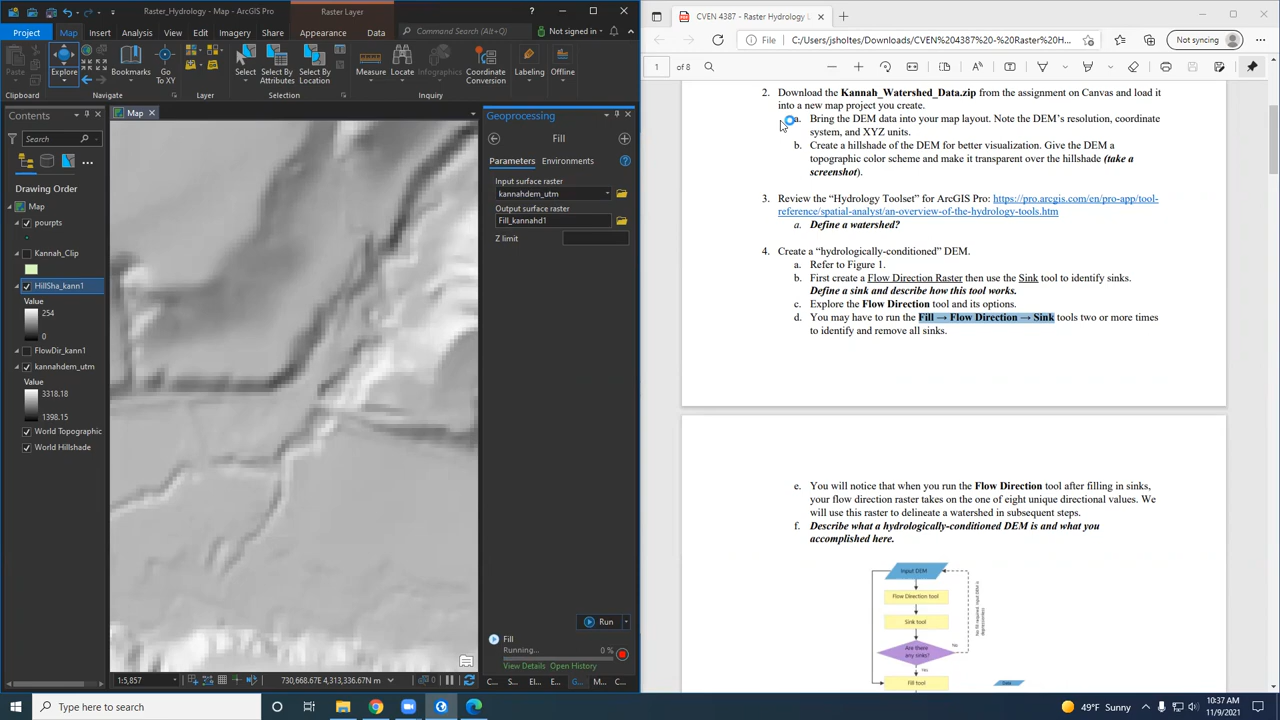 Raster_Hydrology - Map - ArcGIS Pro
Raster Layer
Project
Map
Insert
Analysis
View
Edit
Imagery
Share
Appearance
Data
Command Search (Alt+Q)
Not signed in
Paste
Explore
Bookmarks
Go To XY
Select
Select By Attributes
Select By Location
Measure
Locate
Infographics
Coordinate Conversion
Labeling
Offline
Clipboard
Navigate
Layer
Selection
Inquiry
Contents
Search
Drawing Order
Map
pourpts
Kannah_Clip
HillSha_kann1
Value
254
0
FlowDir_kann1
kannahdem_utm
Value
3318.18
1398.15
World Topographic
World Hillshade
Map
1:5,857
730,668.67E 4,313,336.67N m
Geoprocessing
Fill
Parameters
Environments
Input surface raster
kannahdem_utm
Output surface raster
Fill_kannahd1
Z limit
Run
Fill
Running...
0 %
View Details Open History
C...
S...
El...
E...
G...
M...
C...
CVEN 4387 - Raster Hydrology L
File
C:/Users/jsholtes/Downloads/CVEN%204387%20-%20Raster%20H...
Not syncing
1
of 8
2. Download the Kannah_Watershed_Data.zip from the assignment on Canvas and load it
into a new map project you create.
a. Bring the DEM data into your map layout. Note the DEM's resolution, coordinate
system, and XYZ units.
b. Create a hillshade of the DEM for better visualization. Give the DEM a
topographic color scheme and make it transparent over the hillshade (take a
screenshot).
3. Review the "Hydrology Toolset" for ArcGIS Pro: https://pro.arcgis.com/en/pro-app/tool-
reference/spatial-analyst/an-overview-of-the-hydrology-tools.htm
a. Define a watershed?
4. Create a "hydrologically-conditioned" DEM.
a. Refer to Figure 1.
b. First create a Flow Direction Raster then use the Sink tool to identify sinks.
Define a sink and describe how this tool works.
c. Explore the Flow Direction tool and its options.
d. You may have to run the Fill → Flow Direction → Sink tools two or more times
to identify and remove all sinks.
e. You will notice that when you run the Flow Direction tool after filling in sinks,
your flow direction raster takes on the one of eight unique directional values. We
will use this raster to delineate a watershed in subsequent steps.
f. Describe what a hydrologically-conditioned DEM is and what you
accomplished here.
Input DEM
Flow Direction tool
Sink tool
Are there
any sinks?
No
Yes
Fill tool
Type here to search
49°F Sunny
10:37 AM
11/9/2021